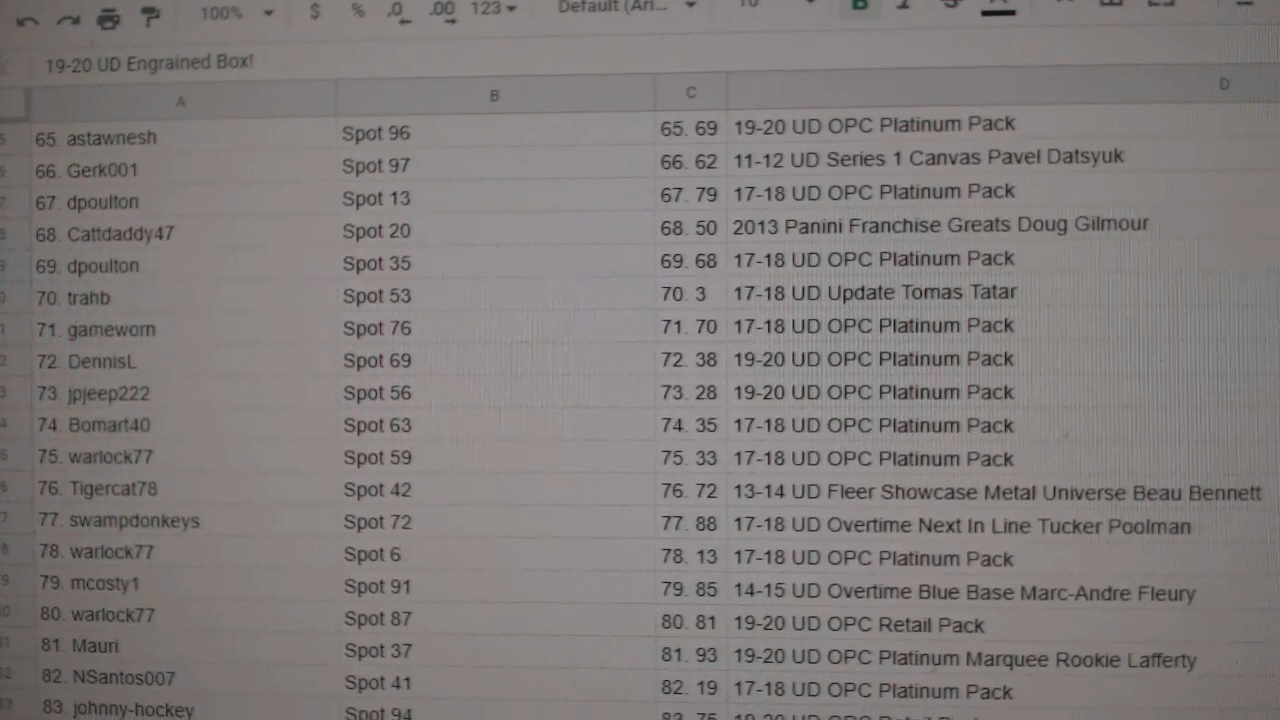 100% $ % .0 .00 123 Default (Ari... 10 B
19-20 UD Engrained Box!
A B C D
65. astawnesh Spot 96 65. 69 19-20 UD OPC Platinum Pack
66. Gerk001 Spot 97 66. 62 11-12 UD Series 1 Canvas Pavel Datsyuk
67. dpoulton Spot 13 67. 79 17-18 UD OPC Platinum Pack
68. Cattdaddy47 Spot 20 68. 50 2013 Panini Franchise Greats Doug Gilmour
69. dpoulton Spot 35 69. 68 17-18 UD OPC Platinum Pack
70. trahb Spot 53 70. 3 17-18 UD Update Tomas Tatar
71. gameworn Spot 76 71. 70 17-18 UD OPC Platinum Pack
72. DennisL Spot 69 72. 38 19-20 UD OPC Platinum Pack
73. jpjeep222 Spot 56 73. 28 19-20 UD OPC Platinum Pack
74. Bomart40 Spot 63 74. 35 17-18 UD OPC Platinum Pack
75. warlock77 Spot 59 75. 33 17-18 UD OPC Platinum Pack
76. Tigercat78 Spot 42 76. 72 13-14 UD Fleer Showcase Metal Universe Beau Bennett
77. swampdonkeys Spot 72 77. 88 17-18 UD Overtime Next In Line Tucker Poolman
78. warlock77 Spot 6 78. 13 17-18 UD OPC Platinum Pack
79. mcosty1 Spot 91 79. 85 14-15 UD Overtime Blue Base Marc-Andre Fleury
80. warlock77 Spot 87 80. 81 19-20 UD OPC Retail Pack
81. Mauri Spot 37 81. 93 19-20 UD OPC Platinum Marquee Rookie Lafferty
82. NSantos007 Spot 41 82. 19 17-18 UD OPC Platinum Pack
83. johnny-hockey Spot 94 83. 75